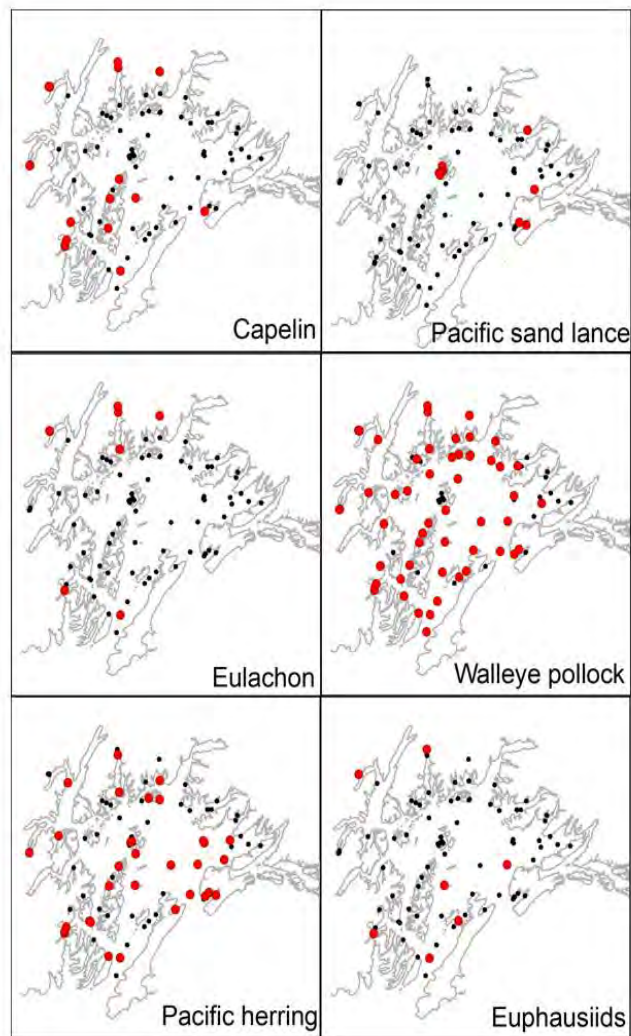 Capelin
Pacific sand lance
Eulachon
Walleye pollock
Pacific herring
Euphausiids